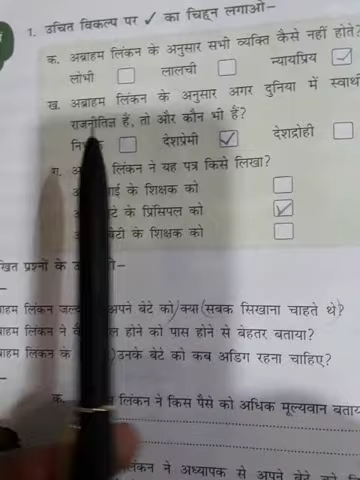 1. उचित विकल्प पर ✓ का चिह्न लगाओ–
क. अब्राहम लिंकन के अनुसार सभी व्यक्ति कैसे नहीं होते?
लोभी लालची न्यायप्रिय ✓
ख. अब्राहम लिंकन के अनुसार अगर दुनिया में स्वार्थ
राजनीतिज्ञ हैं, तो और कौन भी हैं?
देशप्रेमी ✓ देशद्रोही
ग. लिंकन ने यह पत्र किसे लिखा?
के शिक्षक को
के प्रिंसिपल को ✓
बेटी के शिक्षक को
खित प्रश्नों के
लिंकन अपने बेटे को क्या सबक सिखाना चाहते थे?
लिंकन ने होने को पास होने से बेहतर बताया?
लिंकन के उनके बेटे को कब अडिग रहना चाहिए?
क. लिंकन ने किस पैसे को अधिक मूल्यवान
लिंकन ने अध्यापक से अपने